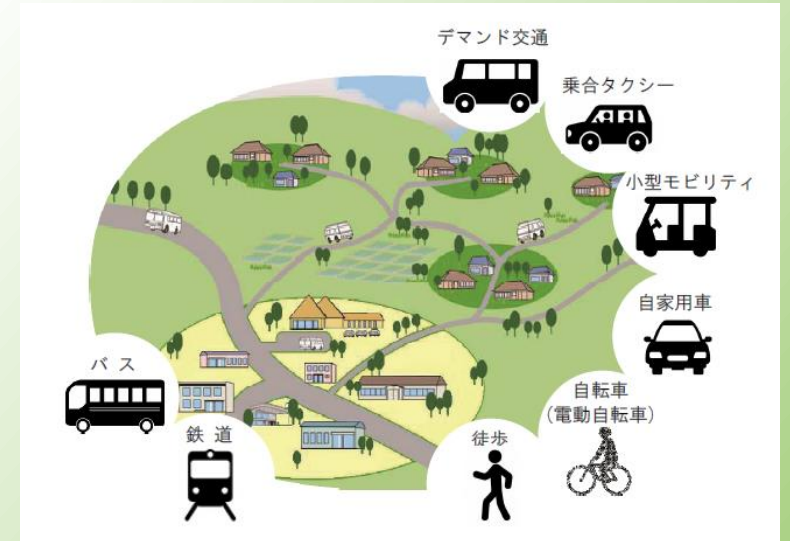 デマンド交通
乗合タクシー
小型モビリティ
自家用車
自転車
(電動自転車)
徒歩
鉄 道
バ ス